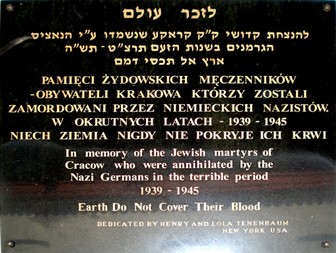 לזכר עולם
להנצחת קדושי ק"ק קראקע שנשמדו ע"י הנאציס
הגרמנים בשנות הזעם תרצ"ט - תש"ה
ארץ אל תכסי דמם
PAMIĘCI ŻYDOWSKICH MĘCZENNIKÓW
-OBYWATELI KRAKOWA KTÓRZY ZOSTALI
ZAMORDOWANI PRZEZ NIEMIECKICH NAZISTÓW.
W OKRUTNYCH LATACH - 1939 - 1945
NIECH ZIEMIA NIGDY NIE POKRYJE ICH KRWI
In memory of the Jewish martyrs of
Cracow who were annihilated by the
Nazi Germans in the terrible period
1939 - 1945
Earth Do Not Cover Their Blood
DEDICATED BY HENRY AND LOLA TENENBAUM
NEW YORK USA